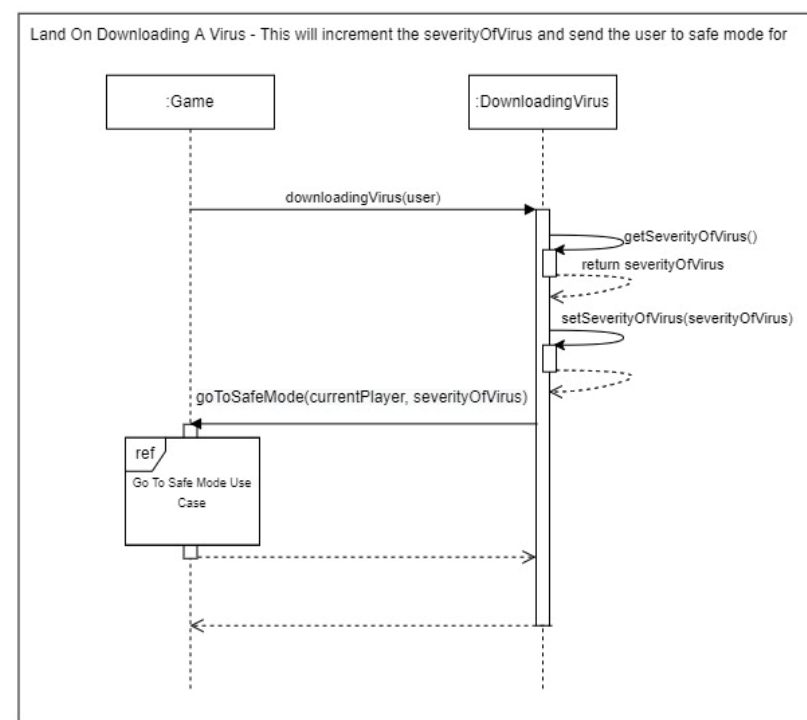 Land On Downloading A Virus - This will increment the severityOfVirus and send the user to safe mode for
:Game
:DownloadingVirus
downloadingVirus(user)
getSeverityOfVirus()
return severityOfVirus
setSeverityOfVirus(severityOfVirus)
goToSafeMode(currentPlayer, severityOfVirus)
ref
Go To Safe Mode Use
Case